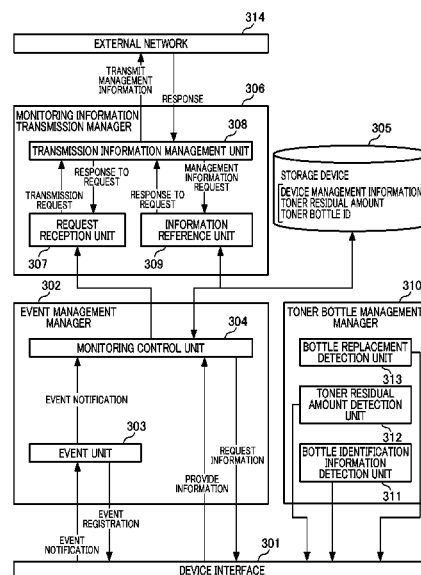 314
EXTERNAL NETWORK
TRANSMIT
MANAGEMENT
INFORMATION
RESPONSE
306
MONITORING INFORMATION
TRANSMISSION MANAGER
308
TRANSMISSION INFORMATION MANAGEMENT UNIT
RESPONSE TO
REQUEST
TRANSMISSION
REQUEST
RESPONSE TO
REQUEST
MANAGEMENT
INFORMATION
REQUEST
REQUEST
RECEPTION UNIT
307
INFORMATION
REFERENCE UNIT
309
305
STORAGE DEVICE
DEVICE MANAGEMENT INFORMATION
TONER RESIDUAL AMOUNT
TONER BOTTLE ID
302
EVENT MANAGEMENT
MANAGER
304
MONITORING CONTROL UNIT
EVENT NOTIFICATION
303
EVENT UNIT
REQUEST
INFORMATION
PROVIDE
INFORMATION
EVENT
REGISTRATION
EVENT
NOTIFICATION
310
TONER BOTTLE MANAGEMENT
MANAGER
BOTTLE REPLACEMENT
DETECTION UNIT
313
TONER RESIDUAL
AMOUNT DETECTION
UNIT
312
BOTTLE IDENTIFICATION
INFORMATION
DETECTION UNIT
311
301
DEVICE INTERFACE